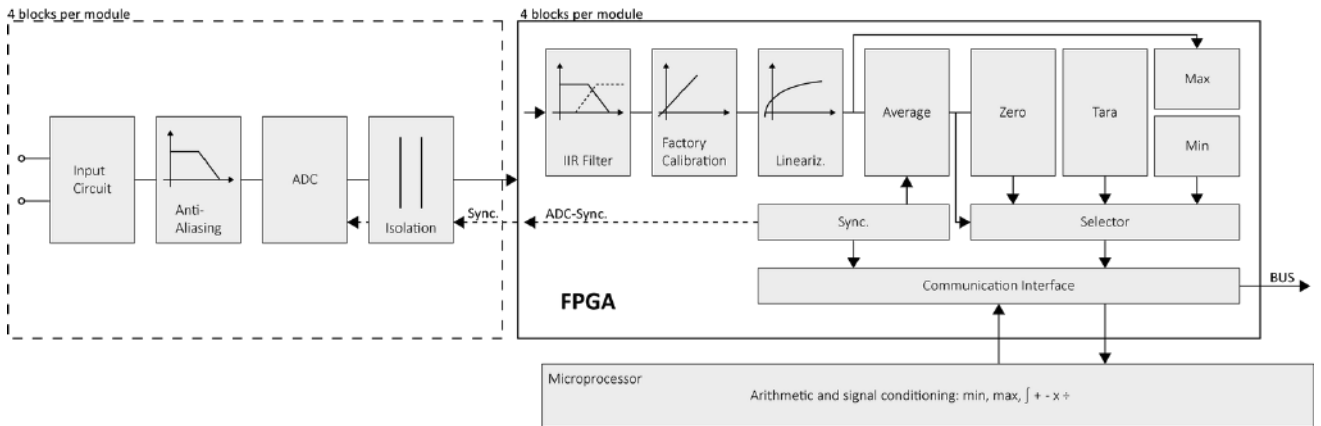 4 blocks per module
4 blocks per module
Input
Circuit
Anti-
Aliasing
ADC
Isolation
Sync.
ADC-Sync.
IIR Filter
Factory
Calibration
Lineariz.
Average
Zero
Tara
Max
Min
Sync.
Selector
Communication Interface
BUS
FPGA
Microprocessor
Arithmetic and signal conditioning: min, max, ∫ + - x ÷